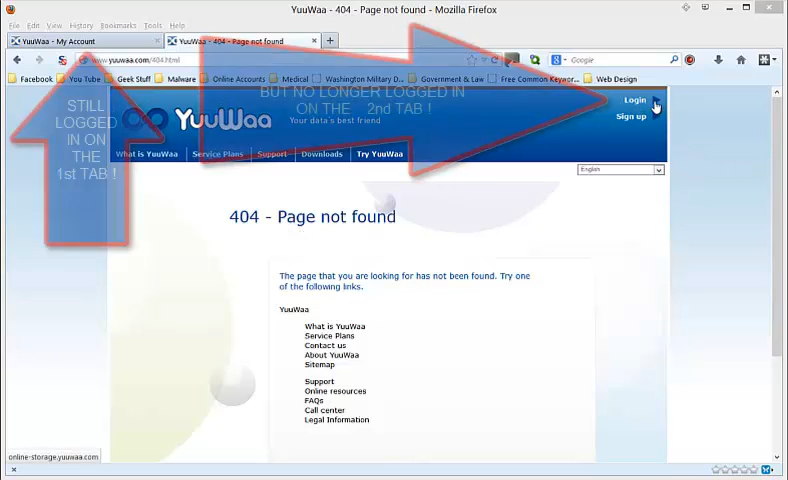 YuuWaa - 404 - Page not found - Mozilla Firefox
File Edit View History Bookmarks Tools Help
YuuWaa - My Account
YuuWaa - 404 - Page not found
www.yuuwaa.com/404.html
Google
Facebook You Tube Geek Stuff Malware Online Accounts Medical Washington Military D... Government & Law Free Common Keywor... Web Design
STILL
LOGGED
IN ON
THE
1st TAB !
BUT NO LONGER LOGGED IN
ON THE 2nd TAB !
Login
Sign up
YuuWaa
Your data's best friend
What is YuuWaa Service Plans Support Downloads Try YuuWaa
English
404 - Page not found
The page that you are looking for has not been found. Try one
of the following links.
YuuWaa
What is YuuWaa
Service Plans
Contact us
About YuuWaa
Sitemap
Support
Online resources
FAQs
Call center
Legal Information
online-storage.yuuwaa.com